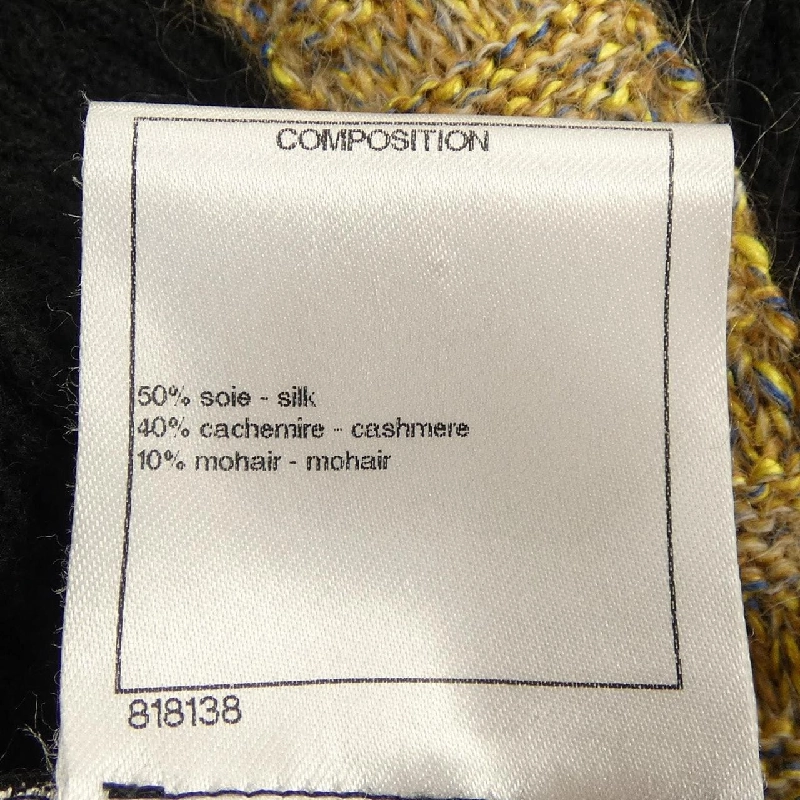 COMPOSITION
50% soie - silk
40% cachemire - cashmere
10% mohair - mohair
818138